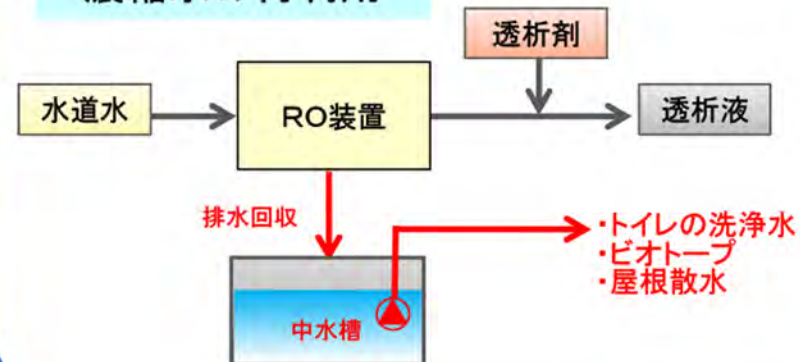 透析剤
水道水
RO装置
透析液
排水回収
・トイレの洗浄水
・ビオトープ
・屋根散水
中水槽